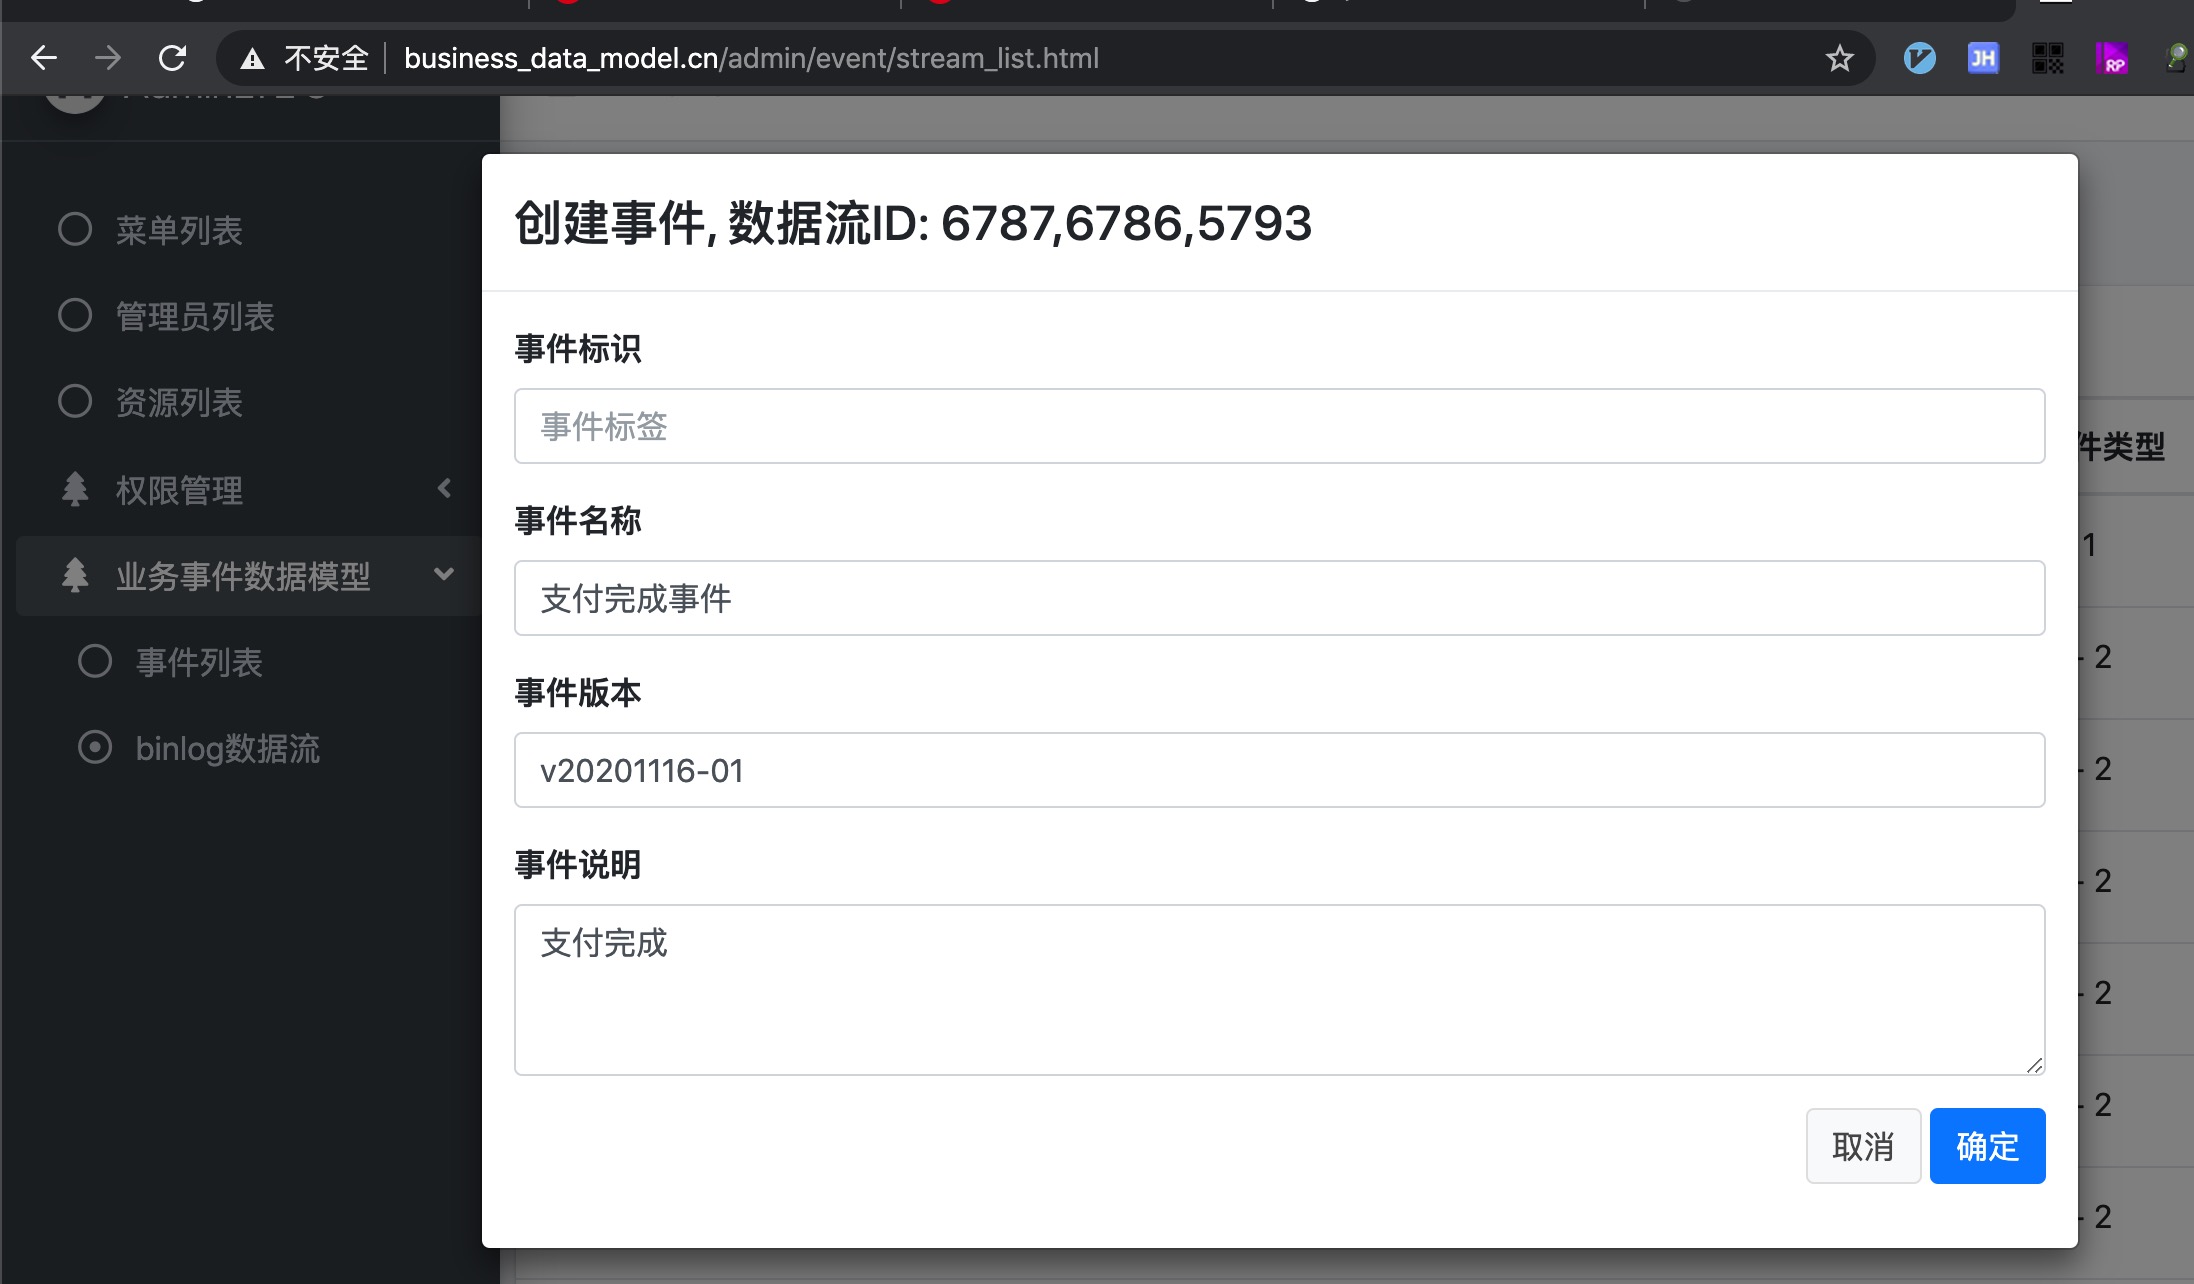 不安全
business_data_model.cn/admin/event/stream_list.html
JH
RP
菜单列表
管理员列表
资源列表
权限管理
业务事件数据模型
事件列表
binlog数据流
创建事件, 数据流ID: 6787,6786,5793
事件标识
事件标签
事件名称
支付完成事件
事件版本
v20201116-01
事件说明
支付完成
取消
确定
件类型
1
- 2
- 2
- 2
- 2
- 2
- 2